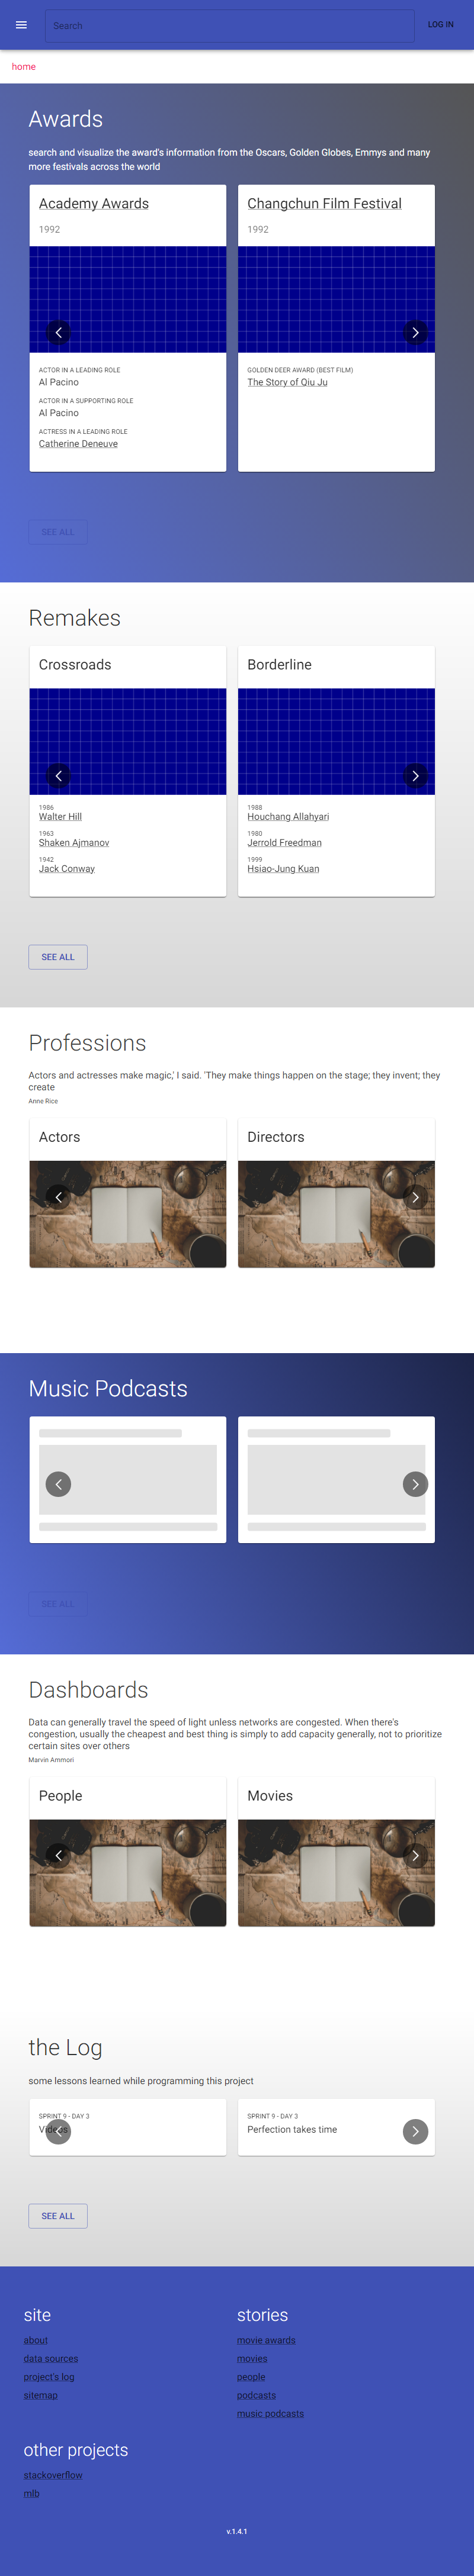 Search
LOG IN
home
Awards
search and visualize the award's information from the Oscars, Golden Globes, Emmys and many
more festivals across the world
Academy Awards
1992
ACTOR IN A LEADING ROLE
Al Pacino
ACTOR IN A SUPPORTING ROLE
Al Pacino
ACTRESS IN A LEADING ROLE
Catherine Deneuve
Changchun Film Festival
1992
GOLDEN DEER AWARD (BEST FILM)
The Story of Qiu Ju
SEE ALL
Remakes
Crossroads
1986
Walter Hill
1963
Shaken Ajmanov
1942
Jack Conway
Borderline
1988
Houchang Allahyari
1980
Jerrold Freedman
1999
Hsiao-Jung Kuan
SEE ALL
Professions
Actors and actresses make magic,' I said. 'They make things happen on the stage; they invent; they
create
Anne Rice
Actors
Directors
Music Podcasts
SEE ALL
Dashboards
Data can generally travel the speed of light unless networks are congested. When there's
congestion, usually the cheapest and best thing is simply to add capacity generally, not to prioritize
certain sites over others
Marvin Ammori
People
Movies
the Log
some lessons learned while programming this project
SPRINT 9 - DAY 3
Videos
SPRINT 9 - DAY 3
Perfection takes time
SEE ALL
site
about
data sources
project's log
sitemap
stories
movie awards
movies
people
podcasts
music podcasts
other projects
stackoverflow
mlb
v.1.4.1